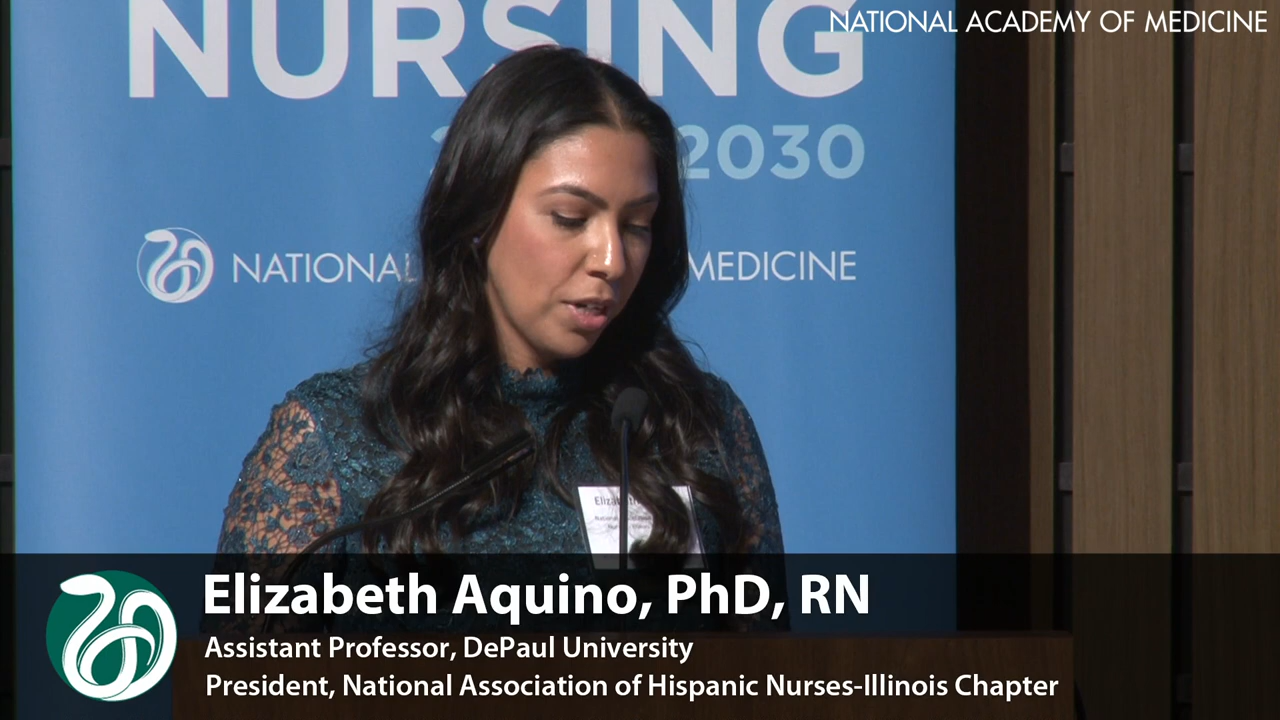 NATIONAL ACADEMY OF MEDICINE
NURSING
2030
NATIONAL MEDICINE
Elizabeth Aquino, PhD, RN
Assistant Professor, DePaul University
President, National Association of Hispanic Nurses-Illinois Chapter